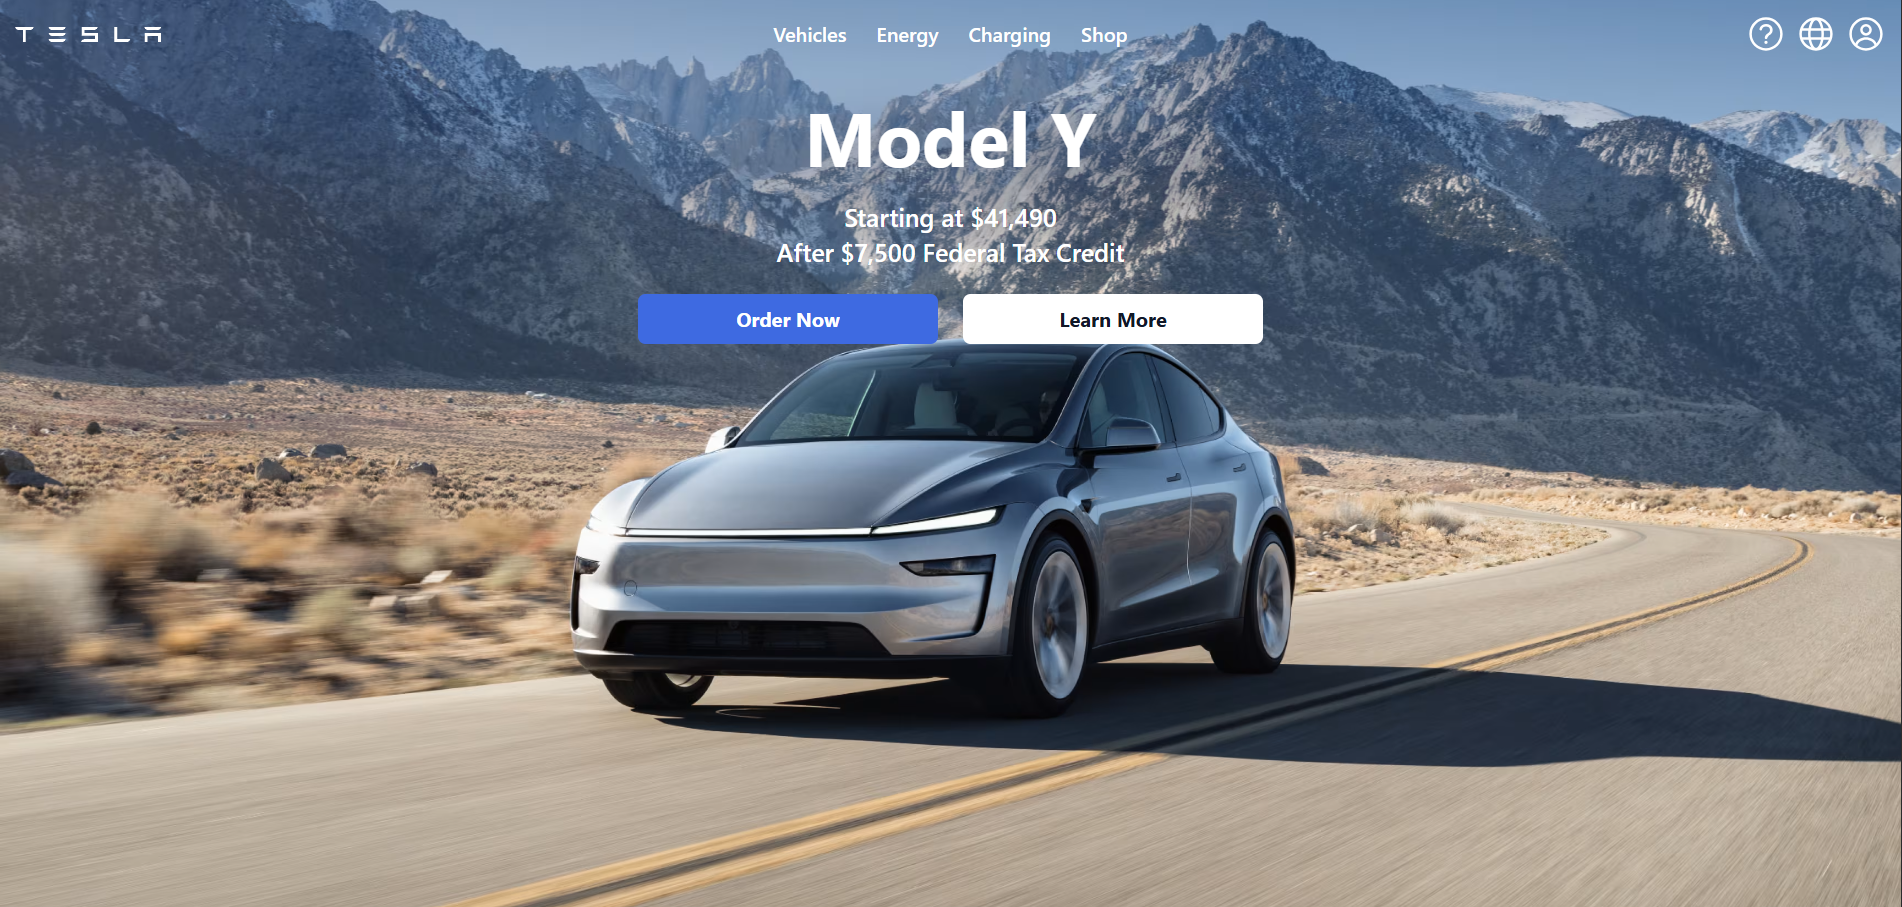 TESLA
Vehicles Energy Charging Shop
Model Y
Starting at $41,490
After $7,500 Federal Tax Credit
Order Now
Learn More